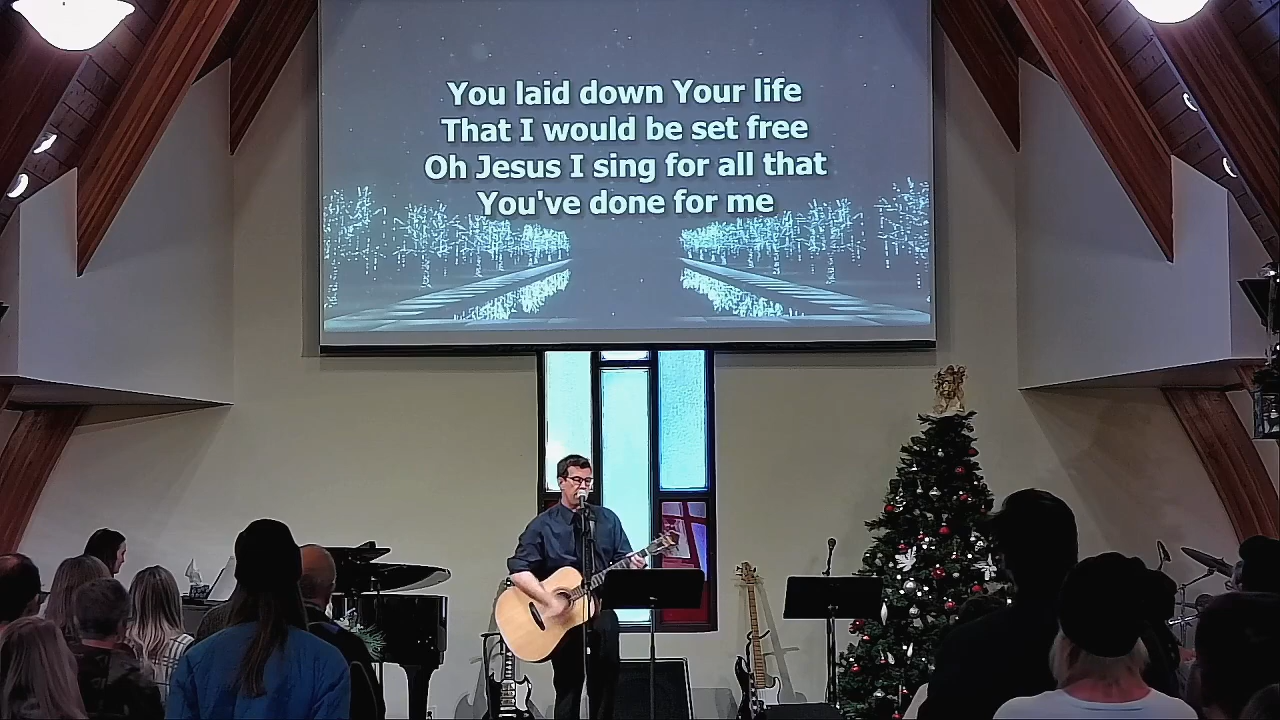 You laid down Your life
That I would be set free
Oh Jesus I sing for all that
You've done for me